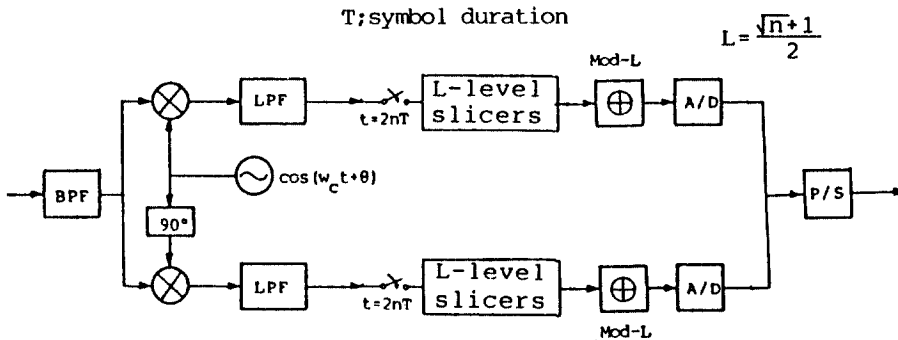 T;symbol duration
L = √n+1 / 2
Mod-L
LPF
t=2nT
L-level
slicers
⊕
A/D
BPF
cos(w_c t+θ)
90°
P/S
LPF
t=2nT
L-level
slicers
⊕
A/D
Mod-L